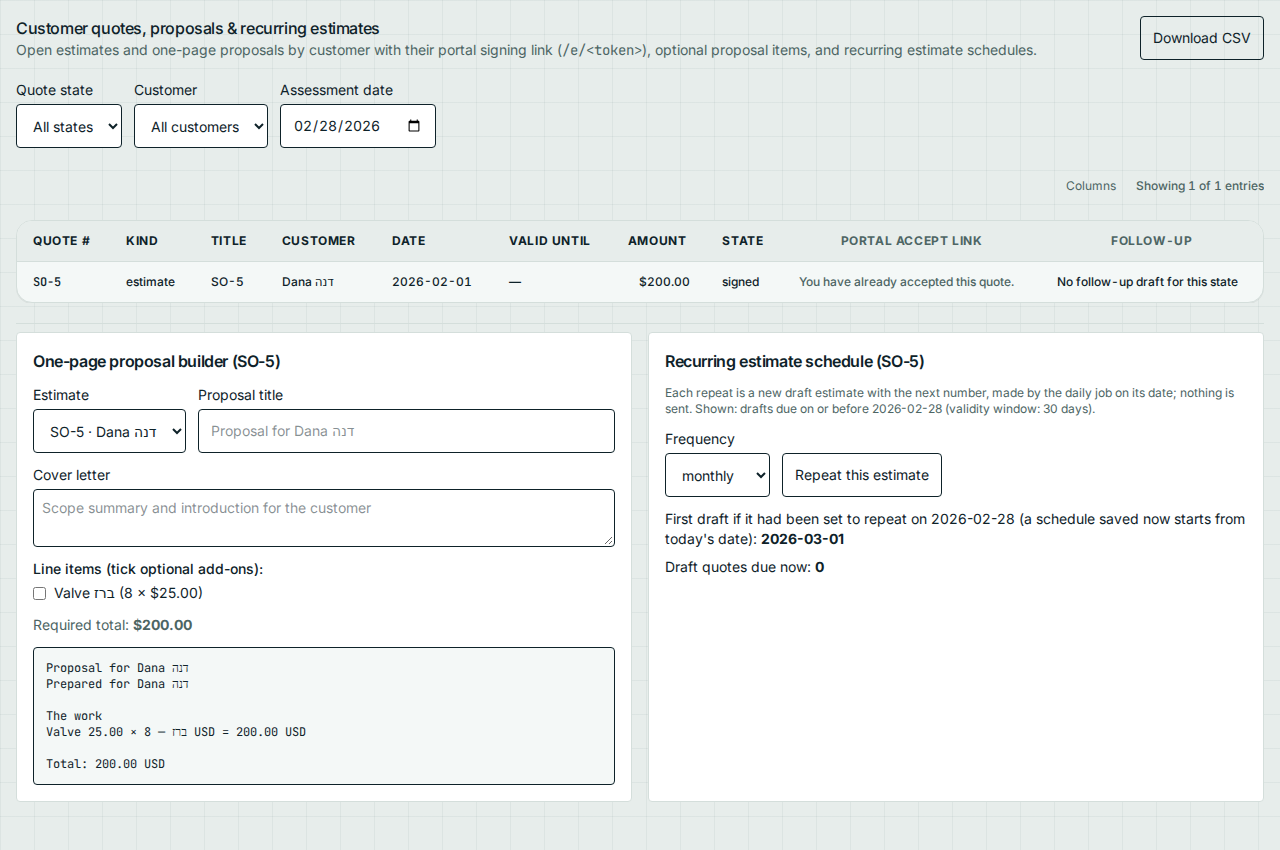 Customer quotes, proposals & recurring estimates
Open estimates and one-page proposals by customer with their portal signing link (/e/<token>), optional proposal items, and recurring estimate schedules.
Download CSV
Quote state Customer Assessment date
All states All customers 02/28/2026
Columns Showing 1 of 1 entries
QUOTE # KIND TITLE CUSTOMER DATE VALID UNTIL AMOUNT STATE PORTAL ACCEPT LINK FOLLOW-UP
SO-5 estimate SO-5 Dana דנה 2026-02-01 — $200.00 signed You have already accepted this quote. No follow-up draft for this state
One-page proposal builder (SO-5)
Estimate Proposal title
SO-5 · Dana דנה Proposal for Dana דנה
Cover letter
Scope summary and introduction for the customer
Line items (tick optional add-ons):
Valve ברז (8 × $25.00)
Required total: $200.00
Proposal for Dana דנה
Prepared for Dana דנה
The work
Valve 25.00 × 8 — ברז USD = 200.00 USD
Total: 200.00 USD
Recurring estimate schedule (SO-5)
Each repeat is a new draft estimate with the next number, made by the daily job on its date; nothing is
sent. Shown: drafts due on or before 2026-02-28 (validity window: 30 days).
Frequency
monthly Repeat this estimate
First draft if it had been set to repeat on 2026-02-28 (a schedule saved now starts from
today's date): 2026-03-01
Draft quotes due now: 0